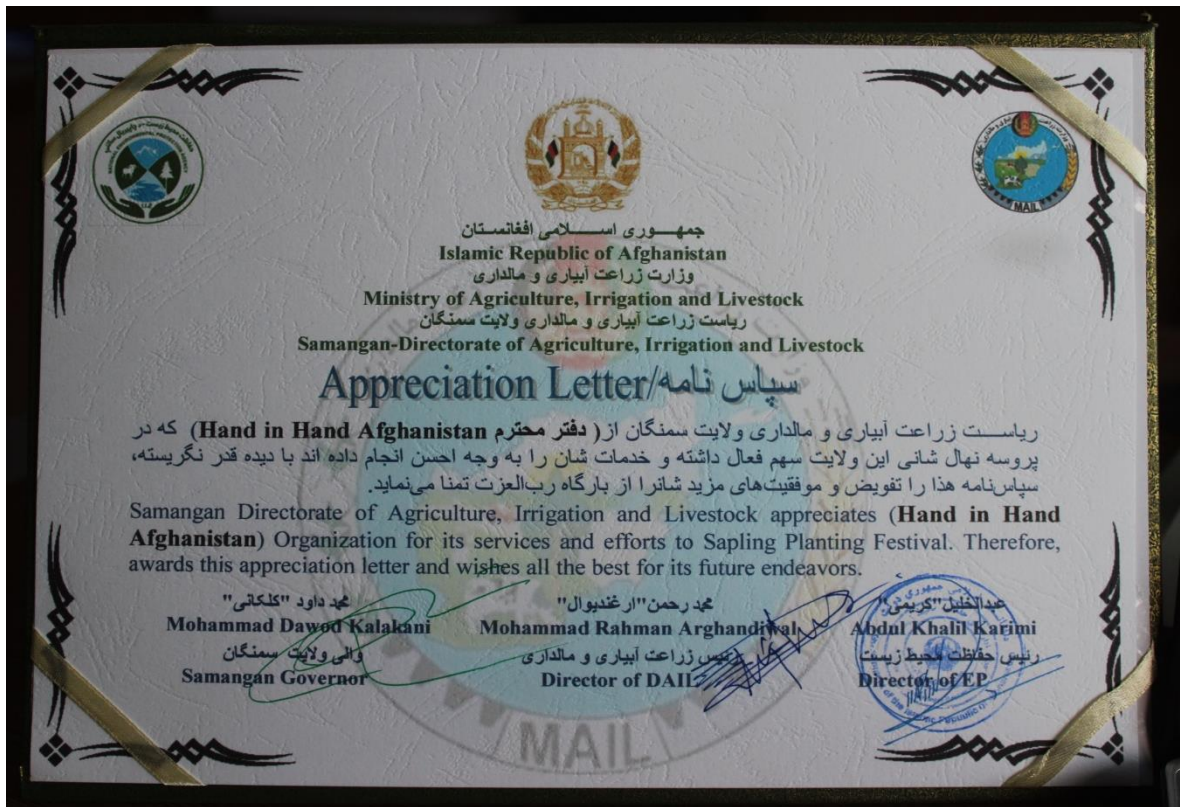 جمهوری اسلامی افغانستان
Islamic Republic of Afghanistan
وزارت زراعت آبیاری و مالداری
Ministry of Agriculture, Irrigation and Livestock
ریاست زراعت آبیاری و مالداری ولایت سمنگان
Samangan-Directorate of Agriculture, Irrigation and Livestock
Appreciation Letter/سپاس نامه
ریاست زراعت آبیاری و مالداری ولایت سمنگان از( دفتر محترم Hand in Hand Afghanistan) که در
پروسه نهال شانی این ولایت سهم فعال داشته و خدمات شان را به وجه احسن انجام داده اند با دیده قدر نگریسته،
سپاس‌نامه هذا را تفویض و موفقیت‌های مزید شانرا از بارگاه رب‌العزت تمنا می‌نماید.
Samangan Directorate of Agriculture, Irrigation and Livestock appreciates (Hand in Hand
Afghanistan) Organization for its services and efforts to Sapling Planting Festival. Therefore,
awards this appreciation letter and wishes all the best for its future endeavors.
محمد داود "کلکانی"
Mohammad Dawod Kalakani
والی ولایت سمنگان
Samangan Governor
محمد رحمن"ارغندیوال"
Mohammad Rahman Arghandiwal
رییس زراعت آبیاری و مالداری
Director of DAIL
عبدالخلیل"کریمی"
Abdul Khalil Karimi
رئیس حفاظت محیط زیست
Director of EP
MAIL
MAIL